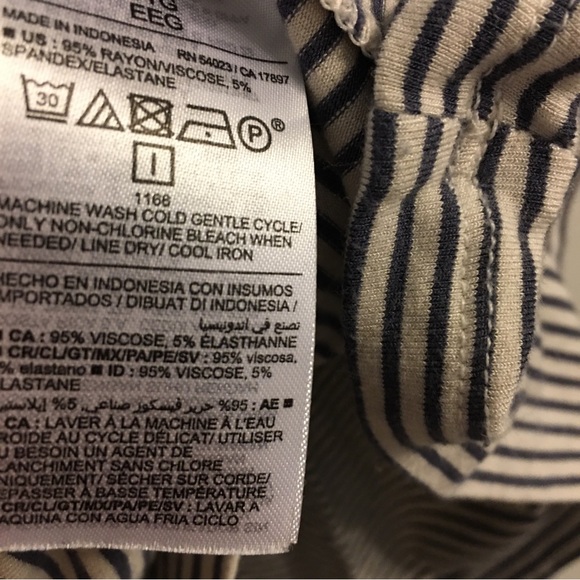 EEG
MADE IN INDONESIA
■ US : 95% RAYON/VISCOSE, 5%
SPANDEX/ELASTANE
RN 54023 / CA 17897
30
P®
I
1166
MACHINE WASH COLD GENTLE CYCLE/
ONLY NON-CHLORINE BLEACH WHEN
NEEDED/ LINE DRY/ COOL IRON
HECHO EN INDONESIA CON INSUMOS
IMPORTADOS / DIBUAT DI INDONESIA /
تصنع في اندونيسيا
CA : 95% VISCOSE, 5% ÉLASTHANNE
CR/CL/GT/MX/PA/PE/SV : 95% viscosa,
% elastano ■ ID : 95% VISCOSE, 5%
ELASTANE
■ AE : 95% حرير فيسكوز صناعي, 5%
CA : LAVER À LA MACHINE À L'EAU
FROIDE AU CYCLE DÉLICAT/ UTILISER
AU BESOIN UN AGENT DE
BLANCHIMENT SANS CHLORE
UNIQUEMENT/ SÉCHER SUR CORDE/
REPASSER À BASSE TEMPÉRATURE
CR/CL/GT/MX/PA/PE/SV : LAVAR A
MAQUINA CON AGUA FRIA CICLO